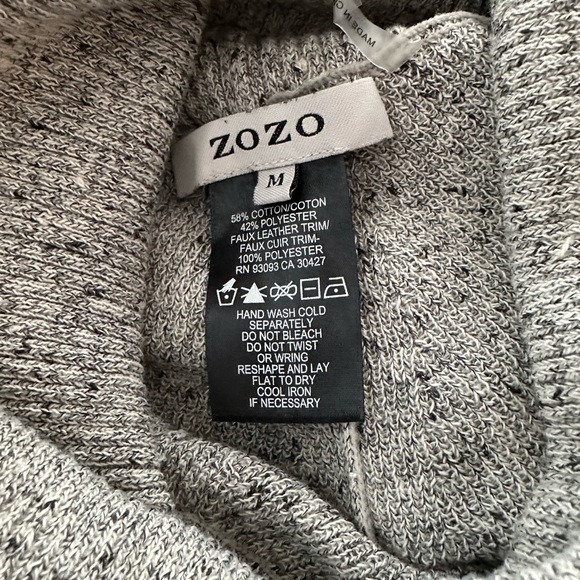 MADE IN C
ZOZO
M
58% COTTON/COTON
42% POLYESTER
FAUX LEATHER TRIM/
FAUX CUIR TRIM-
100% POLYESTER
RN 93093 CA 30427
HAND WASH COLD
SEPARATELY
DO NOT BLEACH
DO NOT TWIST
OR WRING
RESHAPE AND LAY
FLAT TO DRY
COOL IRON
IF NECESSARY